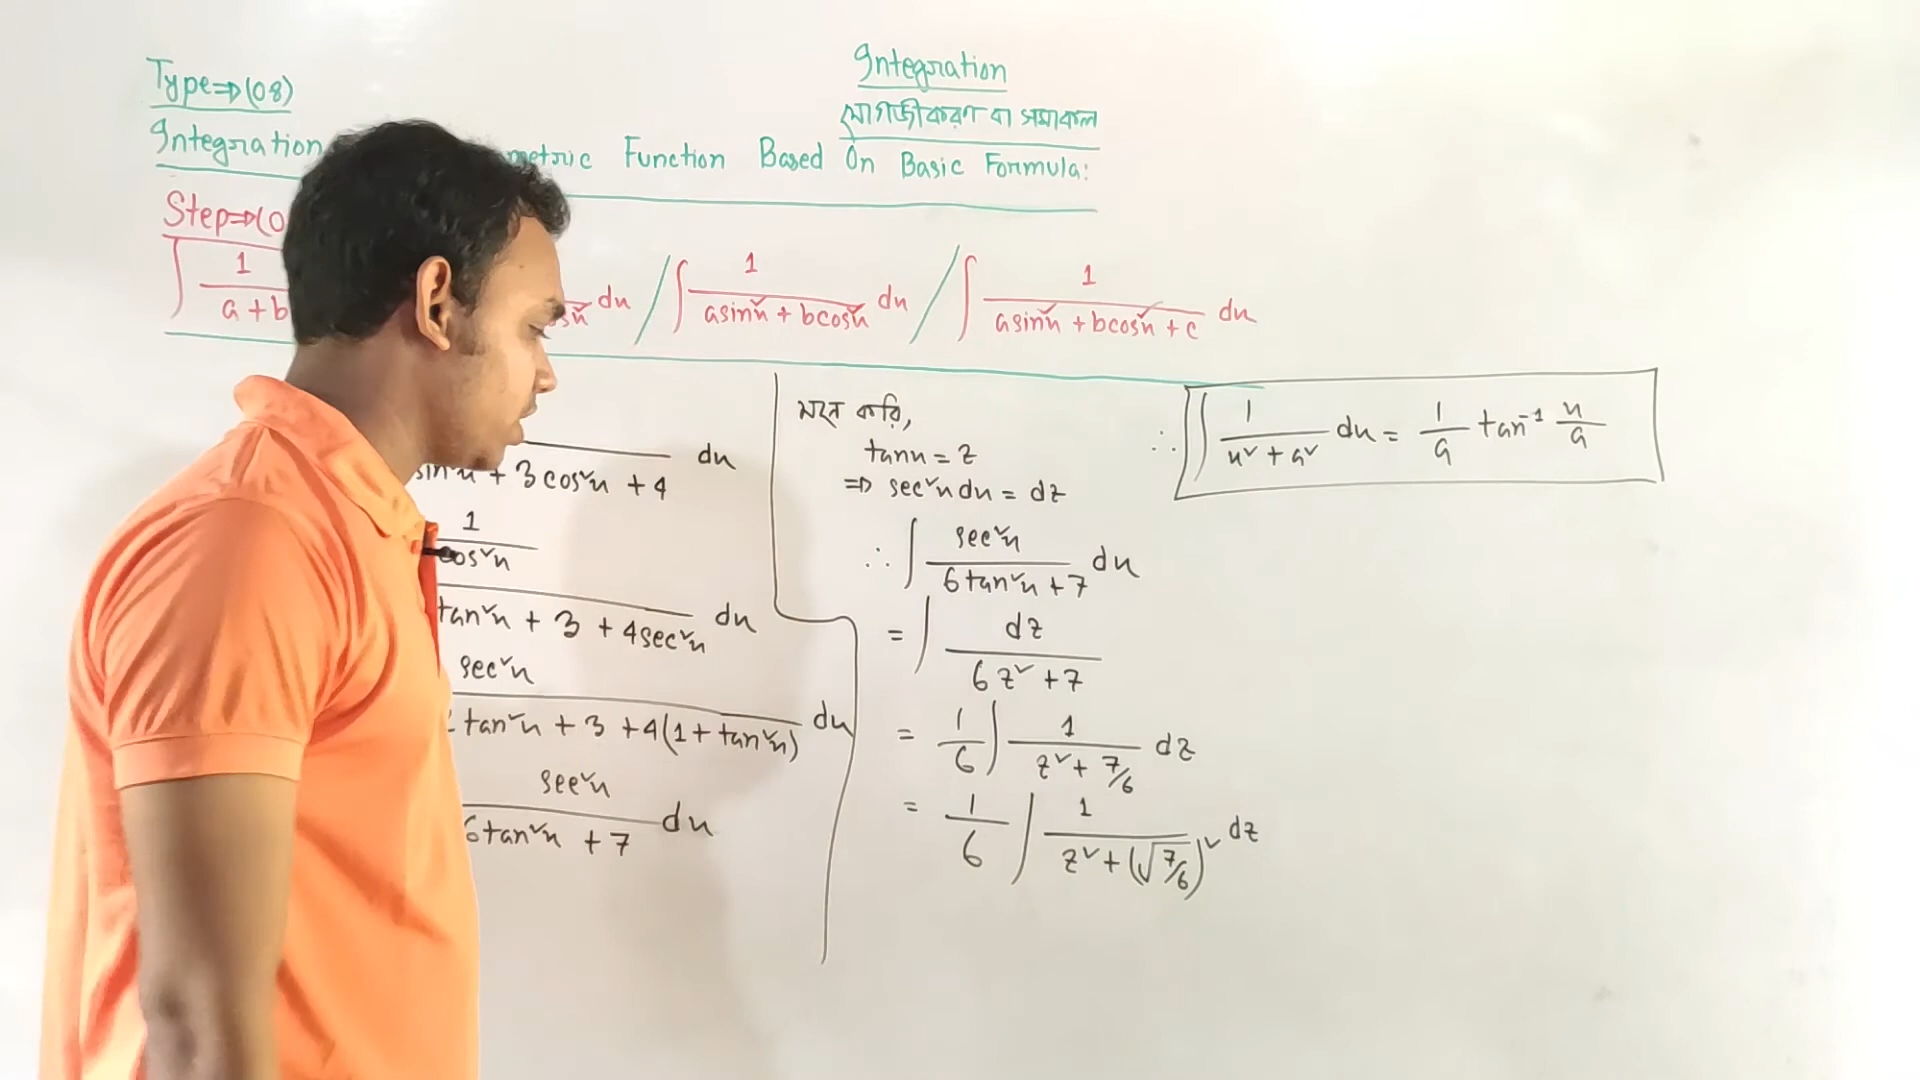 Integration
যোগজীকরণ বা সমাকল
Type⇒(08)
Integration Function Based On Basic Formula:
Step⇒(0
∫ 1 / a + b du / ∫ 1 / asin²x + bcos²x dx / ∫ 1 / asin²x + bcos²x + c dx
sin²x + 3cos²x + 4 dx
1 / cos²x
tan²x + 3 + 4sec²x dx
sec²x
tan²x + 3 + 4(1 + tan²x) dx
sec²x
6tan²x + 7 dx
মনে করি,
tanx = z
⇒ sec²x dx = dz
∴ ∫ sec²x / 6tan²x + 7 dx
= ∫ dz / 6z² + 7
= 1/6 ∫ 1 / z² + 7/6 dz
= 1/6 ∫ 1 / z² + (√7/6)² dz
∴ ∫ 1 / x² + a² dx = 1/a tan⁻¹ x/a